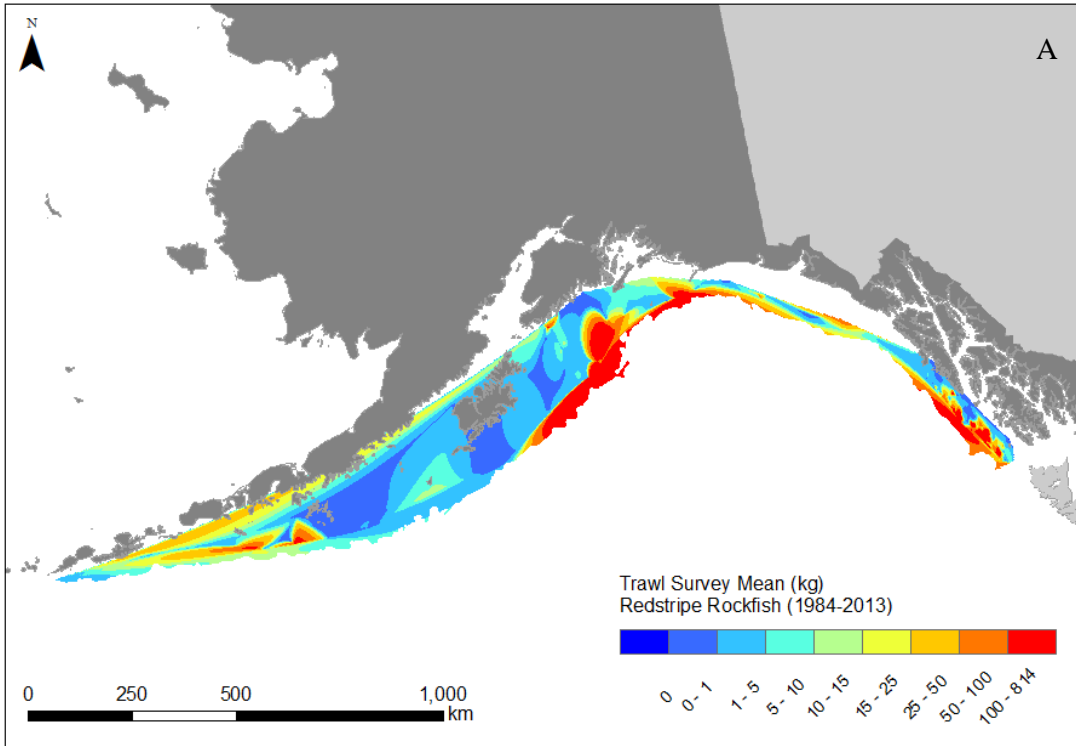 N
A
Trawl Survey Mean (kg)
Redstripe Rockfish (1984-2013)
0
0 - 1
1 - 5
5 - 10
10 - 15
15 - 25
25 - 50
50 - 100
100 - 814
0 250 500 1,000
km